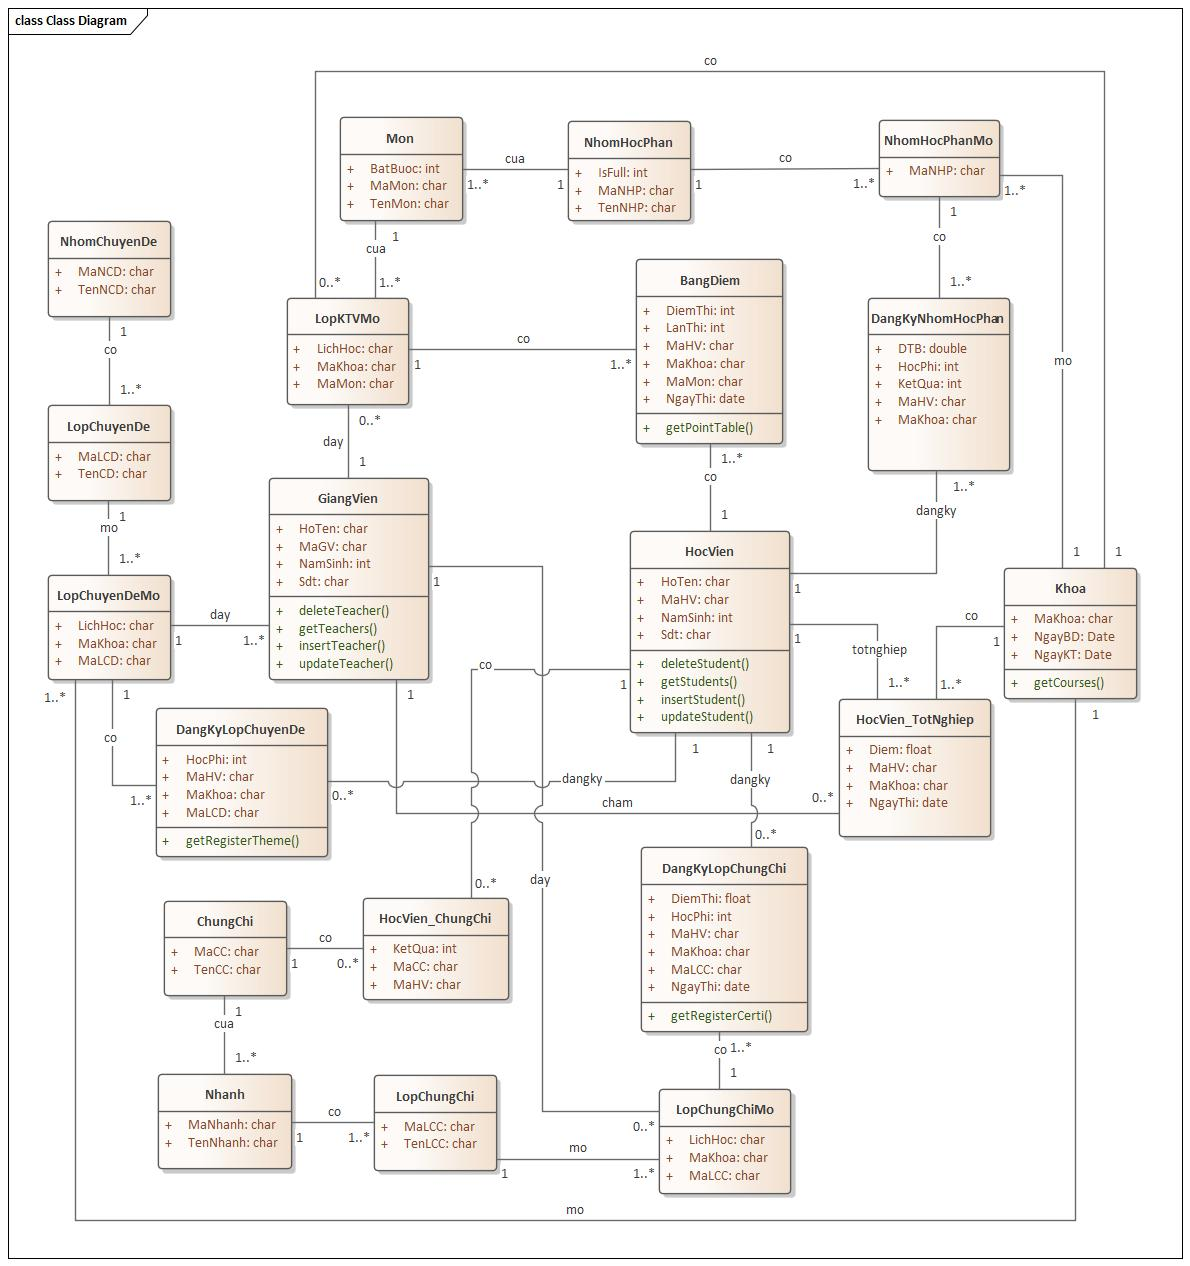 class Class Diagram
co
Mon
+ BatBuoc: int
+ MaMon: char
+ TenMon: char
cua
1..*
1
NhomHocPhan
+ IsFull: int
+ MaNHP: char
+ TenNHP: char
co
1
1..*
NhomHocPhanMo
+ MaNHP: char
1..*
1
co
1..*
1
cua
0..*
1..*
NhomChuyenDe
+ MaNCD: char
+ TenNCD: char
1
co
1..*
LopKTVMo
+ LichHoc: char
+ MaKhoa: char
+ MaMon: char
co
1
1..*
BangDiem
+ DiemThi: int
+ LanThi: int
+ MaHV: char
+ MaKhoa: char
+ MaMon: char
+ NgayThi: date
+ getPointTable()
DangKyNhomHocPhan
+ DTB: double
+ HocPhi: int
+ KetQua: int
+ MaHV: char
+ MaKhoa: char
mo
0..*
day
1
1..*
co
1
1..*
dangky
LopChuyenDe
+ MaLCD: char
+ TenCD: char
1
mo
1..*
GiangVien
+ HoTen: char
+ MaGV: char
+ NamSinh: int
+ Sdt: char
+ deleteTeacher()
+ getTeachers()
+ insertTeacher()
+ updateTeacher()
1
HocVien
+ HoTen: char
+ MaHV: char
+ NamSinh: int
+ Sdt: char
+ deleteStudent()
+ getStudents()
+ insertStudent()
+ updateStudent()
1
1
1
1
Khoa
+ MaKhoa: char
+ NgayBD: Date
+ NgayKT: Date
+ getCourses()
LopChuyenDeMo
+ LichHoc: char
+ MaKhoa: char
+ MaLCD: char
day
1
1..*
co
1
totnghiep
1..*
1..*
co
1
1..*
1
1
1
1
1
co
1..*
DangKyLopChuyenDe
+ HocPhi: int
+ MaHV: char
+ MaKhoa: char
+ MaLCD: char
+ getRegisterTheme()
0..*
dangky
dangky
cham
0..*
0..*
HocVien_TotNghiep
+ Diem: float
+ MaHV: char
+ MaKhoa: char
+ NgayThi: date
0..*
day
DangKyLopChungChi
+ DiemThi: float
+ HocPhi: int
+ MaHV: char
+ MaKhoa: char
+ MaLCC: char
+ NgayThi: date
+ getRegisterCerti()
ChungChi
+ MaCC: char
+ TenCC: char
co
1
0..*
HocVien_ChungChi
+ KetQua: int
+ MaCC: char
+ MaHV: char
1
cua
1..*
co
1..*
1
Nhanh
+ MaNhanh: char
+ TenNhanh: char
co
1
1..*
LopChungChi
+ MaLCC: char
+ TenLCC: char
0..*
mo
1
1..*
LopChungChiMo
+ LichHoc: char
+ MaKhoa: char
+ MaLCC: char
mo